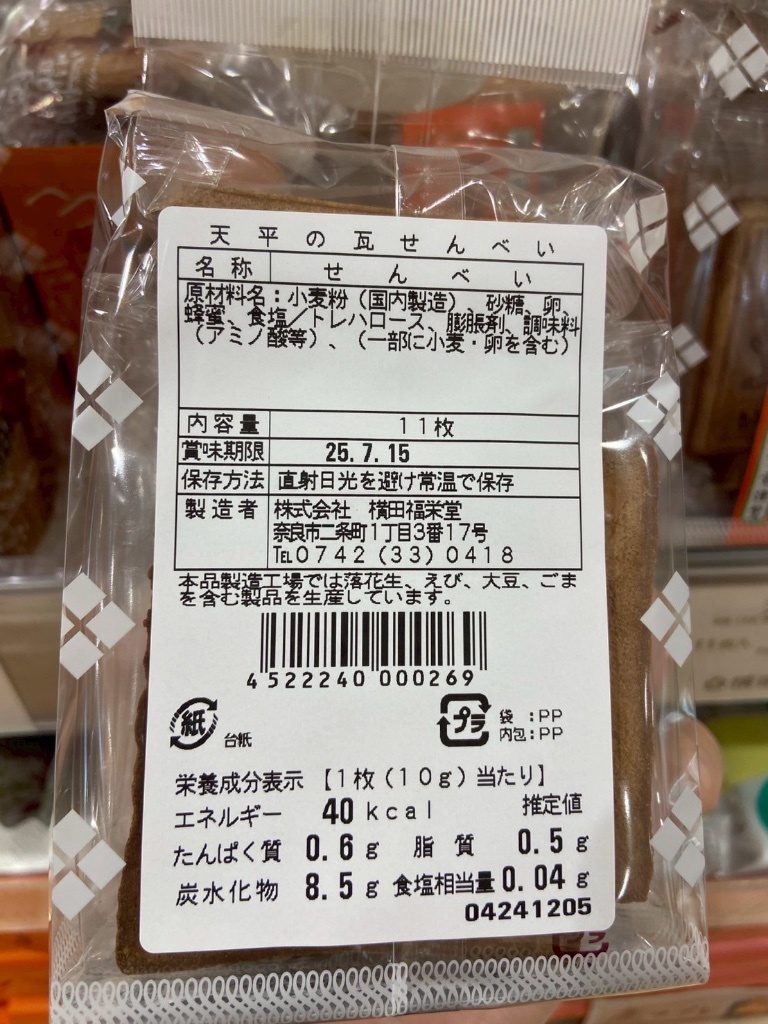 天平の瓦せんべい
名称 せんべい
原材料名：小麦粉（国内製造）、砂糖、卵、
蜂蜜、食塩／トレハロース、膨脹剤、調味料
（アミノ酸等）、（一部に小麦・卵を含む）
内容量 11枚
賞味期限 25.7.15
保存方法 直射日光を避け常温で保存
製造者 株式会社 横田福栄堂
奈良市二条町1丁目3番17号
TEL0742（33）0418
本品製造工場では落花生、えび、大豆、ごま
を含む製品を生産しています。
4 522240 000269
紙 台紙
プラ 袋 ：PP
内包：PP
栄養成分表示【1枚（10g）当たり】
エネルギー 40 kcal 推定値
たんぱく質 0.6 g 脂質 0.5 g
炭水化物 8.5 g 食塩相当量 0.04 g
04241205